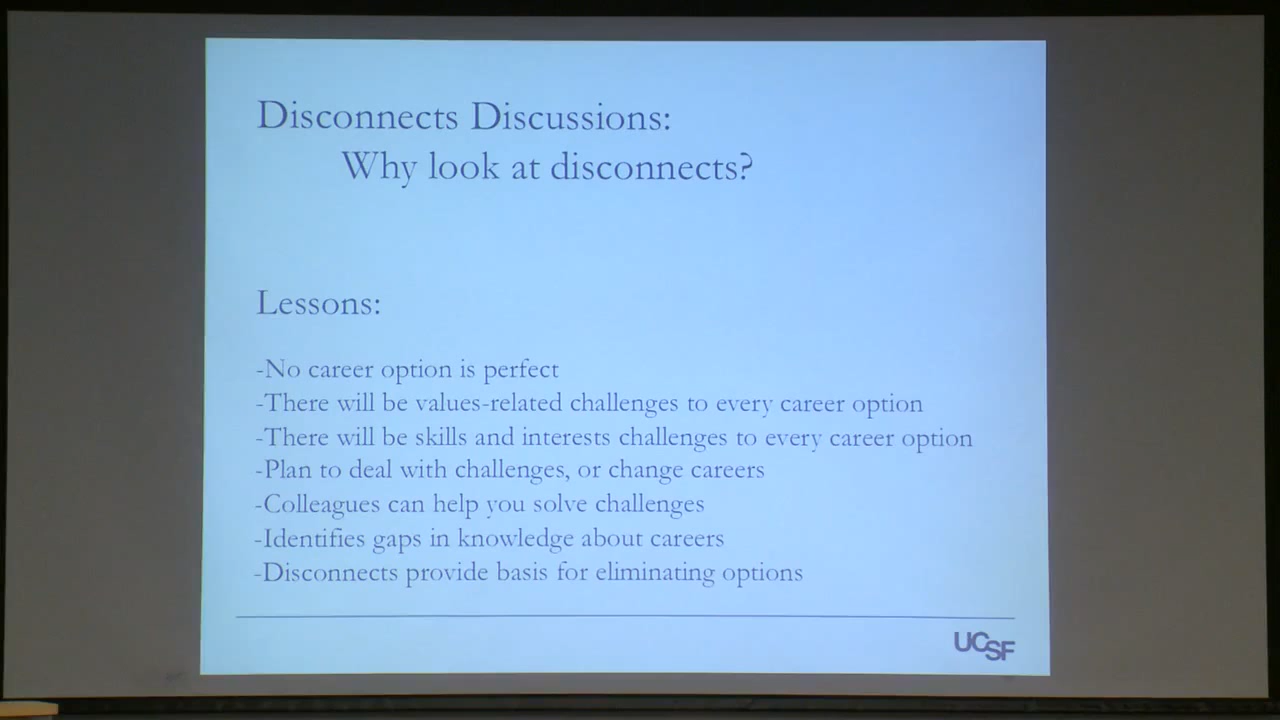 Disconnects Discussions:
Why look at disconnects?
Lessons:
-No career option is perfect
-There will be values-related challenges to every career option
-There will be skills and interests challenges to every career option
-Plan to deal with challenges, or change careers
-Colleagues can help you solve challenges
-Identifies gaps in knowledge about careers
-Disconnects provide basis for eliminating options
UCSF